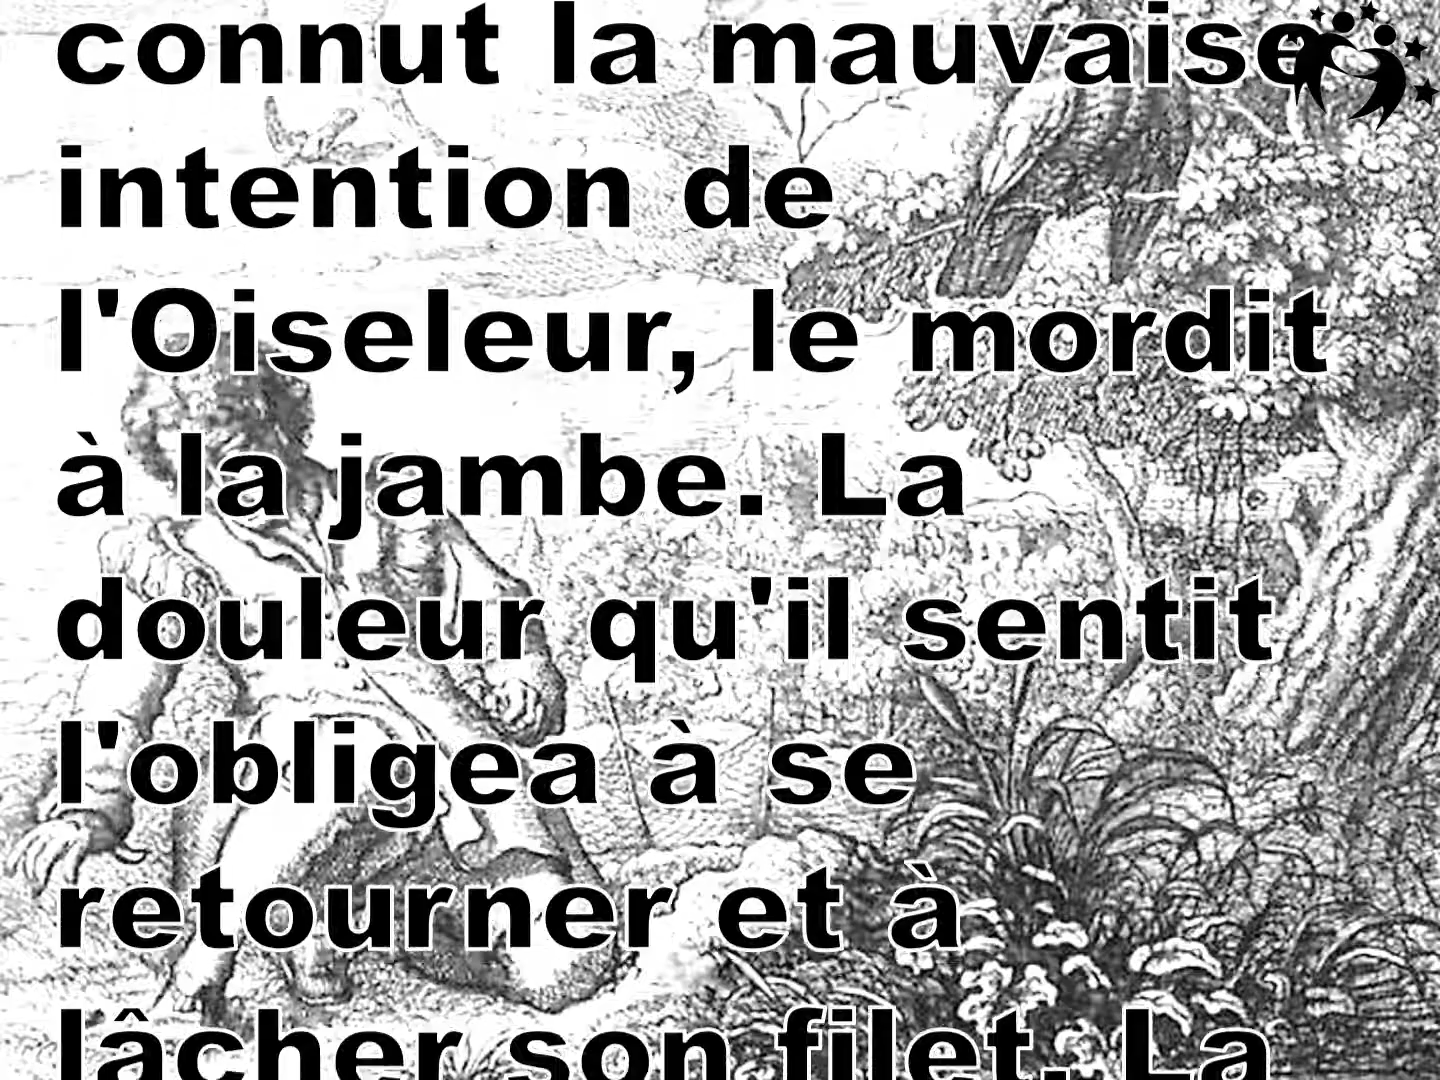 connut la mauvaise
intention de
l'Oiseleur, le mordit
à la jambe. La
douleur qu'il sentit
l'obligea à se
retourner et à
lâcher son filet. La